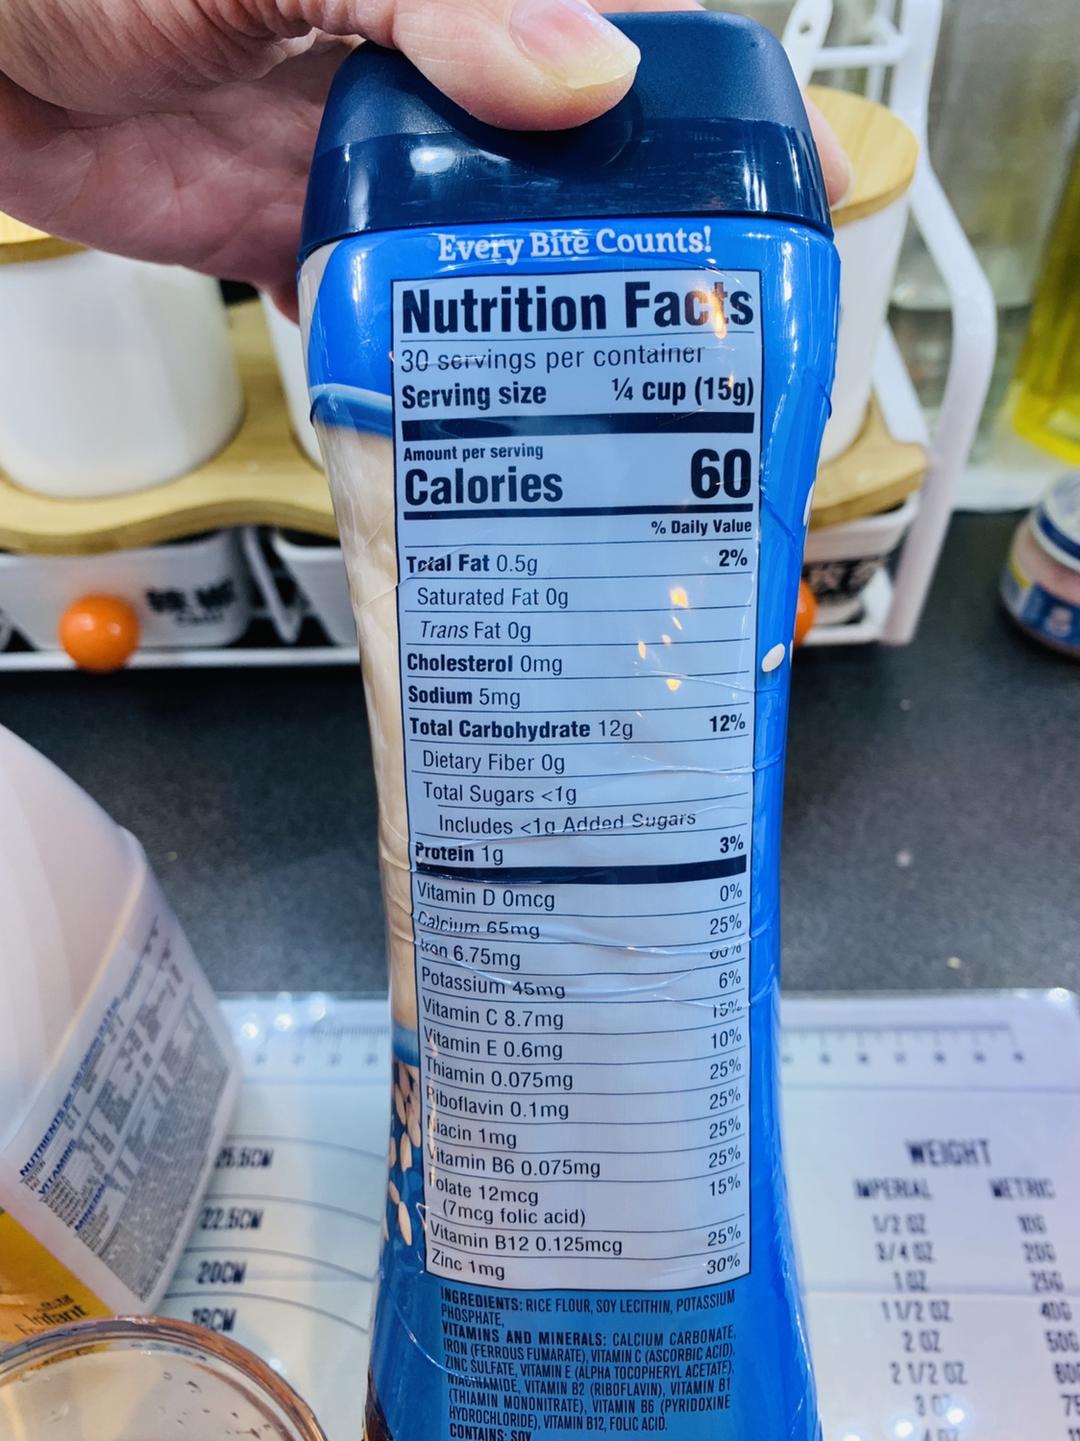 Every Bite Counts!
Nutrition Facts
30 servings per container
Serving size ¼ cup (15g)
Amount per serving
Calories 60
% Daily Value
Total Fat 0.5g 2%
Saturated Fat 0g
Trans Fat 0g
Cholesterol 0mg
Sodium 5mg
Total Carbohydrate 12g 12%
Dietary Fiber 0g
Total Sugars <1g
Includes <1g Added Sugars
Protein 1g 3%
Vitamin D 0mcg 0%
Calcium 65mg 25%
Iron 6.75mg
Potassium 45mg 6%
Vitamin C 8.7mg 15%
Vitamin E 0.6mg 10%
Thiamin 0.075mg 25%
Riboflavin 0.1mg 25%
Niacin 1mg 25%
Vitamin B6 0.075mg 25%
Folate 12mcg 15%
(7mcg folic acid)
Vitamin B12 0.125mcg 25%
Zinc 1mg 30%
INGREDIENTS: RICE FLOUR, SOY LECITHIN, POTASSIUM
PHOSPHATE,
VITAMINS AND MINERALS: CALCIUM CARBONATE,
IRON (FERROUS FUMARATE), VITAMIN C (ASCORBIC ACID),
ZINC SULFATE, VITAMIN E (ALPHA TOCOPHERYL ACETATE),
NIACINAMIDE, VITAMIN B2 (RIBOFLAVIN), VITAMIN B1
(THIAMIN MONONITRATE), VITAMIN B6 (PYRIDOXINE
HYDROCHLORIDE), VITAMIN B12, FOLIC ACID.
CONTAINS: SOY
VITAMINS
MINERALS
Infant
25.5CM
22.5CM
20CM
18CM
WEIGHT
IMPERIAL METRIC
1/2 OZ 10G
3/4 OZ 20G
1 OZ 25G
1 1/2 OZ 40G
2 OZ 50G
2 1/2 OZ